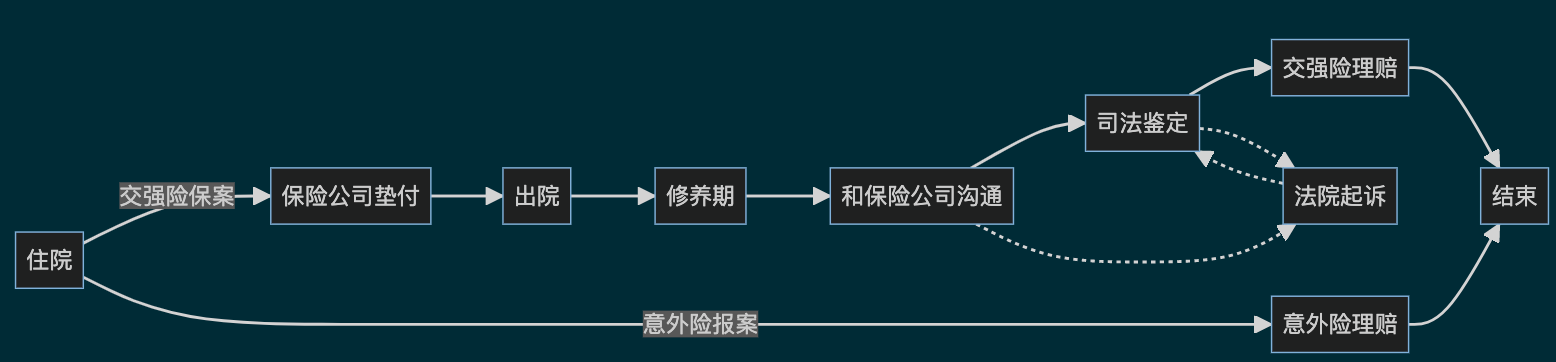 住院
交强险保案
保险公司垫付
出院
修养期
和保险公司沟通
司法鉴定
交强险理赔
法院起诉
结束
意外险报案
意外险理赔